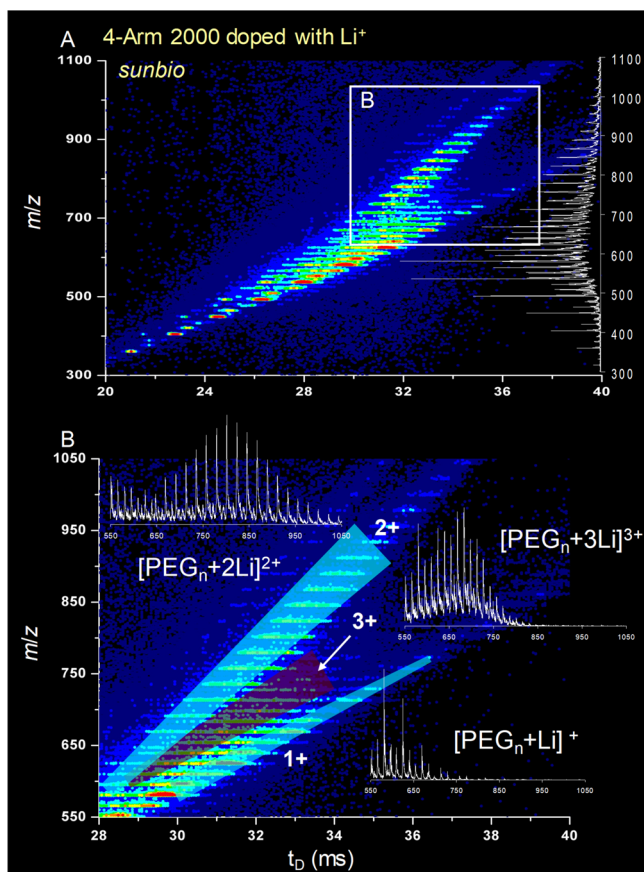 A 4-Arm 2000 doped with Li⁺
sunbio
1100
900
700
500
300
m/z
B
1100
1000
900
800
700
600
500
400
300
20 24 28 32 36 40
B
1050
950
850
750
650
550
m/z
550 650 750 850 950 1050
[PEGn+2Li]²⁺
2+
[PEGn+3Li]³⁺
3+
550 650 750 850 950 1050
1+
[PEGn+Li]⁺
550 650 750 850 950 1050
28 30 32 34 36 38 40
tD (ms)